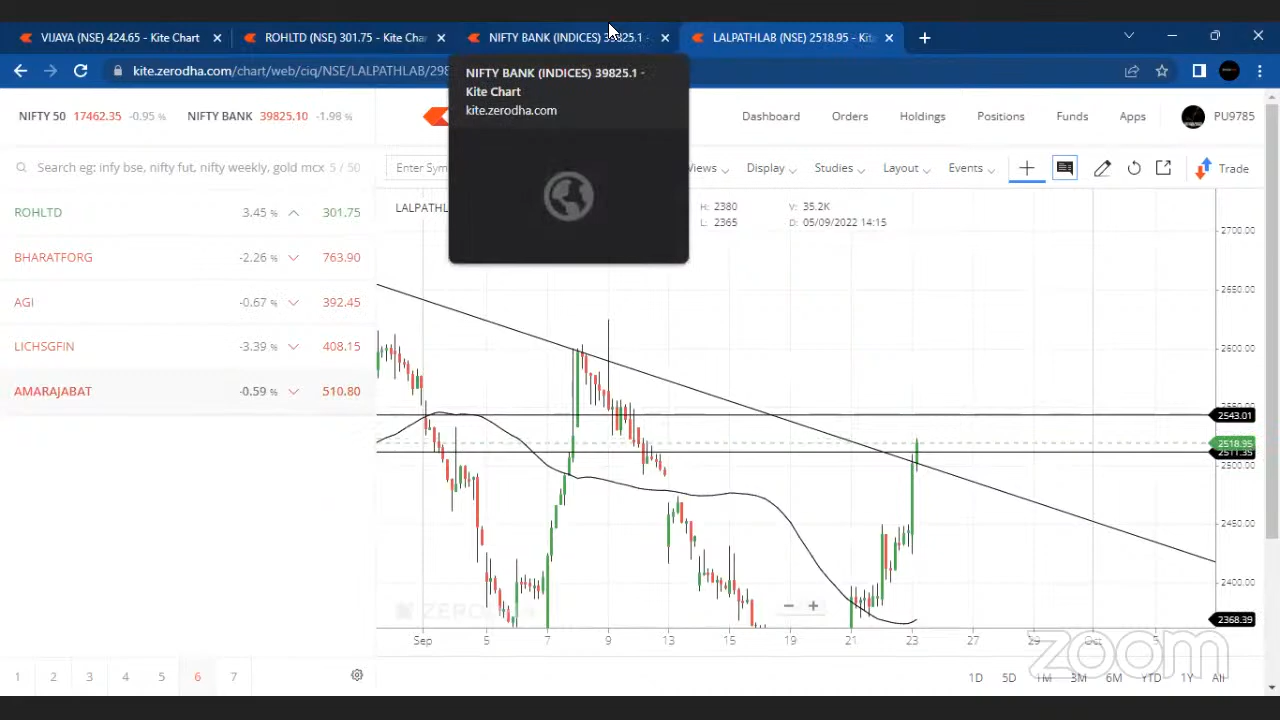 VIJAYA (NSE) 424.65 - Kite Chart
ROHLTD (NSE) 301.75 - Kite Cha
NIFTY BANK (INDICES) 39825.1 -
LALPATHLAB (NSE) 2518.95 - Kit
kite.zerodha.com/chart/web/ciq/NSE/LALPATHLAB/298
NIFTY BANK (INDICES) 39825.1 -
Kite Chart
kite.zerodha.com
NIFTY 50 17462.35 -0.95 %
NIFTY BANK 39825.10 -1.98 %
Dashboard
Orders
Holdings
Positions
Funds
Apps
PU9785
Search eg: infy bse, nifty fut, nifty weekly, gold mcx
5 / 50
Enter Sym
Views
Display
Studies
Layout
Events
Trade
ROHLTD 3.45 % 301.75
BHARATFORG -2.26 % 763.90
AGI -0.67 % 392.45
LICHSGFIN -3.39 % 408.15
AMARAJABAT -0.59 % 510.80
LALPATHL
H: 2380
V: 35.2K
L: 2365
D: 05/09/2022 14:15
2700.00
2650.00
2600.00
2543.01
2518.95
2511.35
2500.00
2450.00
2400.00
2368.39
ZERO
Sep 5 7 9 13 15 19 21 23 27 29 Oct 5
zoom
1D 5D 1M 3M 6M YTD 1Y All
1 2 3 4 5 6 7